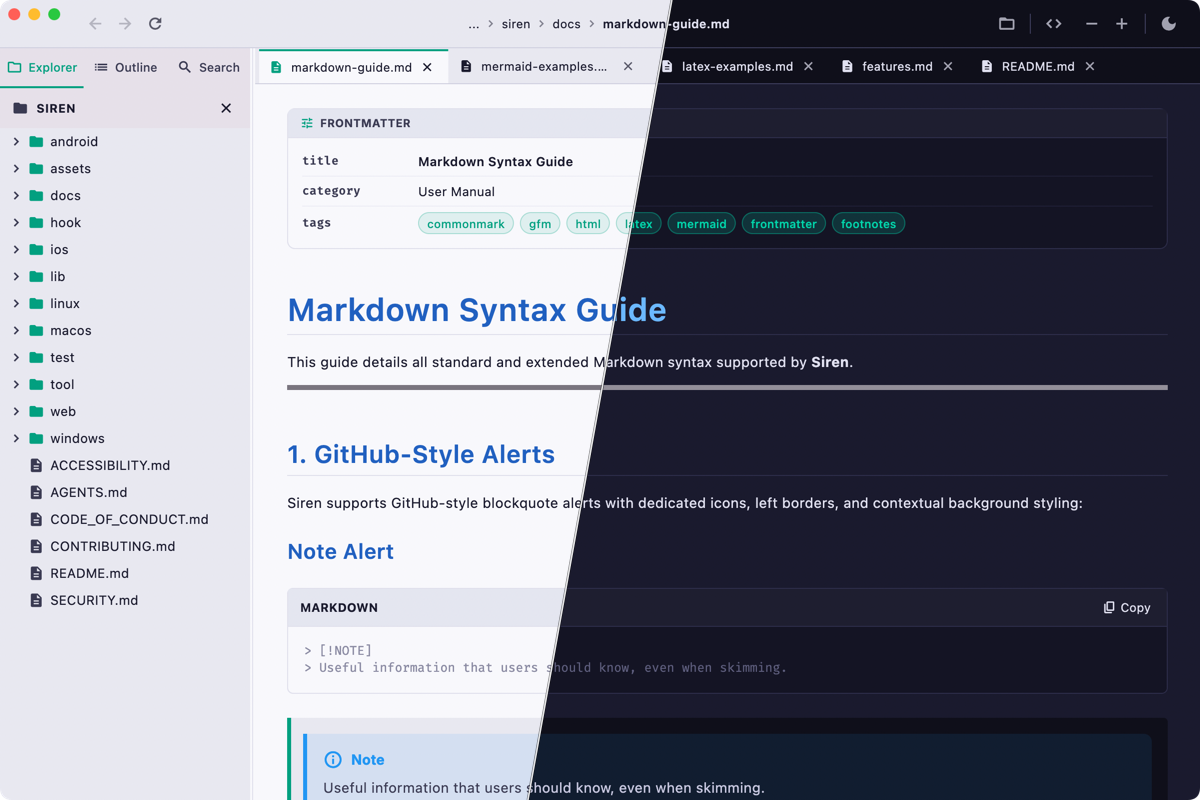 ... > siren > docs > markdown-guide.md
Explorer Outline Search
SIREN
android
assets
docs
hook
ios
lib
linux
macos
test
tool
web
windows
ACCESSIBILITY.md
AGENTS.md
CODE_OF_CONDUCT.md
CONTRIBUTING.md
README.md
SECURITY.md
markdown-guide.md mermaid-examples.... latex-examples.md features.md README.md
FRONTMATTER
title Markdown Syntax Guide
category User Manual
tags commonmark gfm html latex mermaid frontmatter footnotes
Markdown Syntax Guide
This guide details all standard and extended Markdown syntax supported by Siren.
1. GitHub-Style Alerts
Siren supports GitHub-style blockquote alerts with dedicated icons, left borders, and contextual background styling:
Note Alert
MARKDOWN Copy
> [!NOTE]
> Useful information that users should know, even when skimming.
Note
Useful information that users should know, even when skimming.